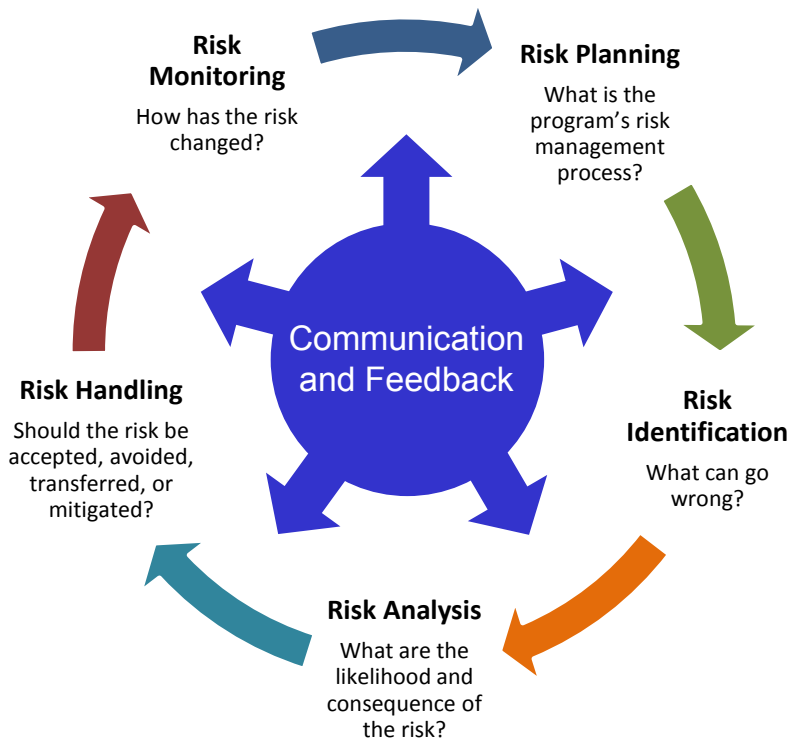 Risk
Monitoring
How has the risk
changed?
Risk Planning
What is the
program’s risk
management
process?
Communication
and Feedback
Risk Handling
Should the risk be
accepted, avoided,
transferred, or
mitigated?
Risk
Identification
What can go
wrong?
Risk Analysis
What are the
likelihood and
consequence of
the risk?